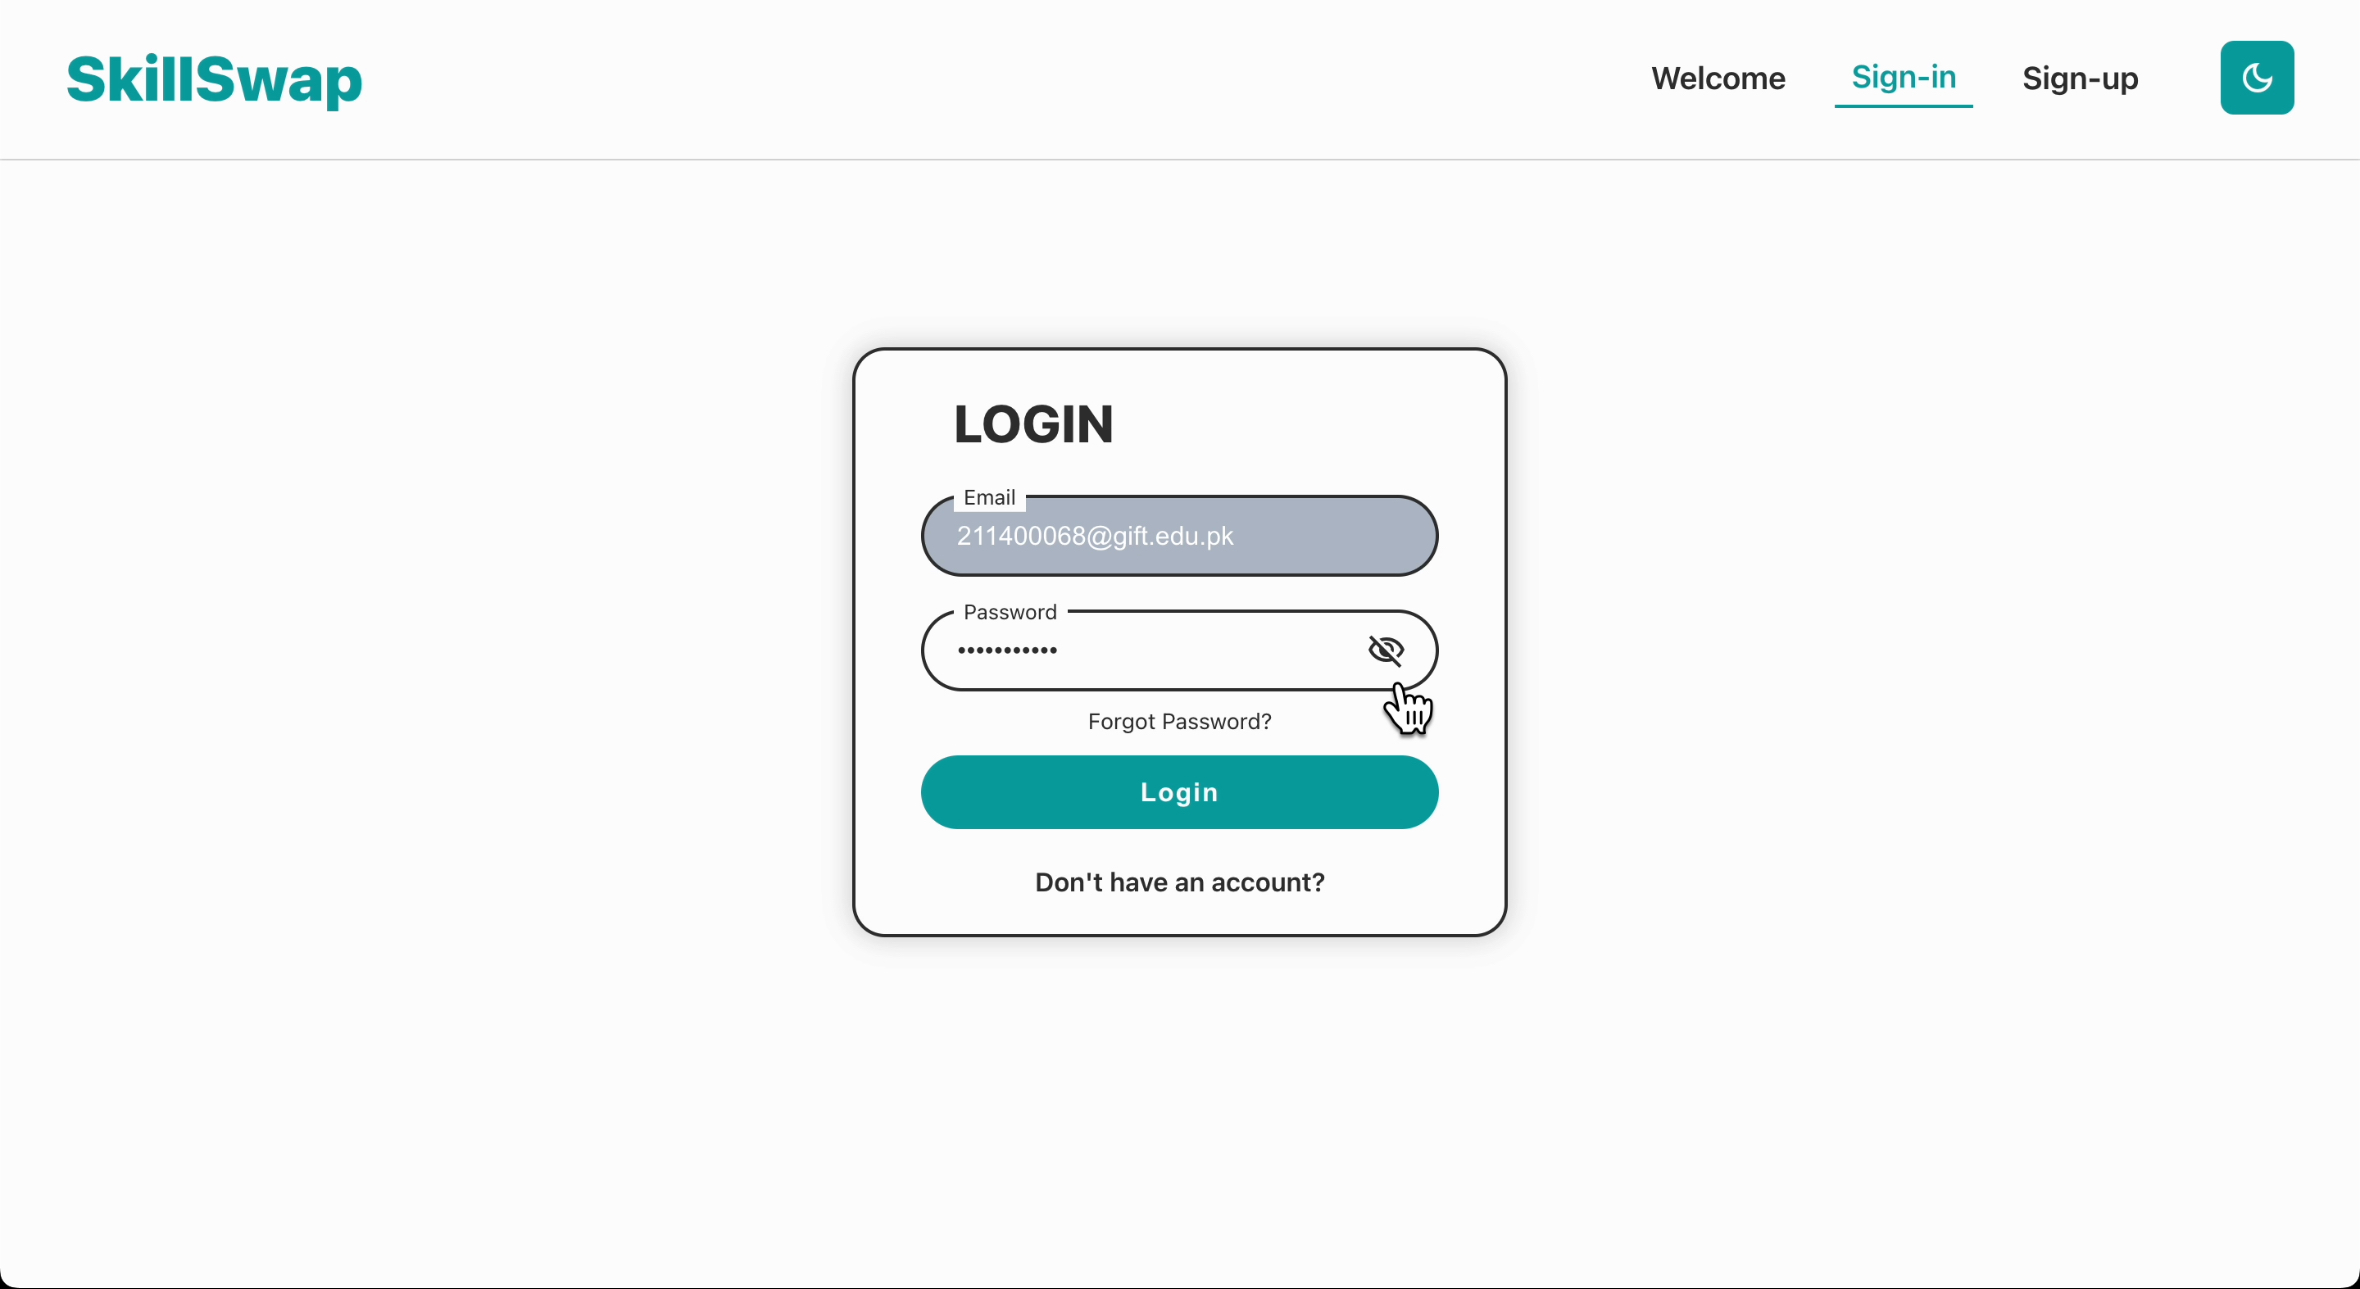 SkillSwap
Welcome
Sign-in
Sign-up
LOGIN
Email
211400068@gift.edu.pk
Password
•••••••••••
Forgot Password?
Login
Don't have an account?